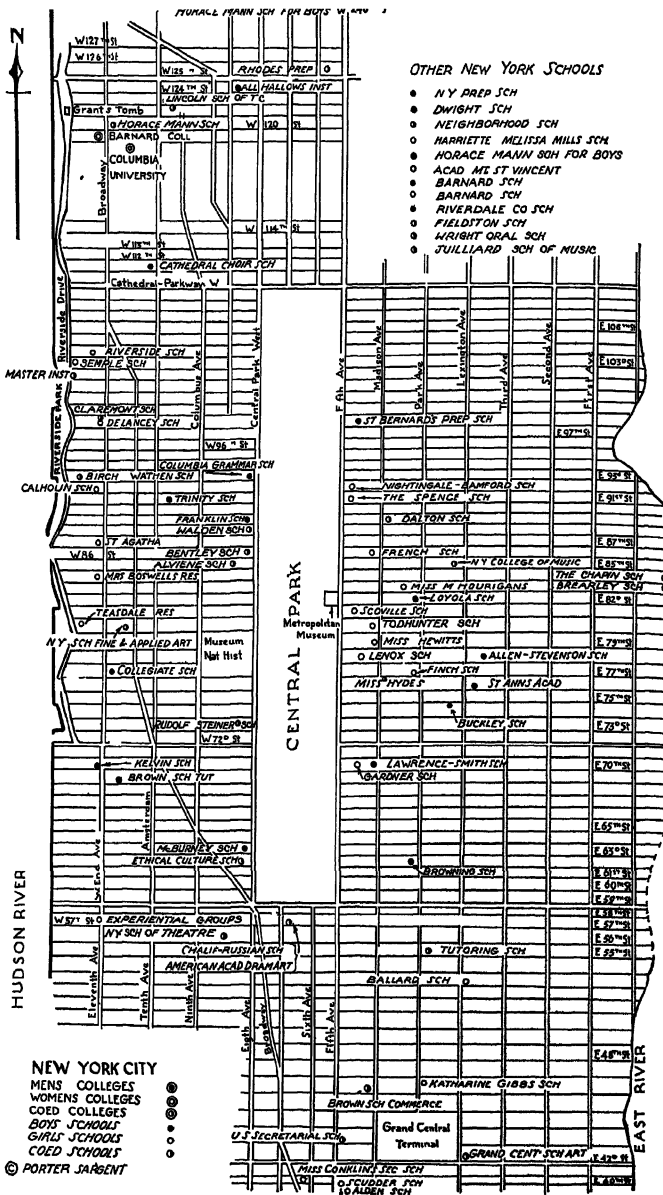 HORACE MANN SCH FOR BOYS W 246 St
N
W 127TH St
W 126TH St
W 125TH St
RHODES PREP
W 124TH St
ALL HALLOWS INST
LINCOLN SCH OF TC
Grant's Tomb
HORACE MANN SCH
W 120 St
BARNARD COLL
COLUMBIA
UNIVERSITY
Broadway
W 114TH St
W 113TH St
W 112TH St
CATHEDRAL CHOIR SCH
Cathedral-Parkway W
OTHER NEW YORK SCHOOLS
N Y PREP SCH
DWIGHT SCH
NEIGHBORHOOD SCH
HARRIETTE MELISSA MILLS SCH
HORACE MANN SCH FOR BOYS
ACAD MT ST VINCENT
BARNARD SCH
BARNARD SCH
RIVERDALE CO SCH
FIELDSTON SCH
WRIGHT ORAL SCH
JUILLIARD SCH OF MUSIC
Riverside Drive
Columbus Ave
Central Park West
Fifth Ave
Madison Ave
Park Ave
Lexington Ave
Third Ave
Second Ave
First Ave
E 106TH St
E 103D St
RIVERSIDE SCH
SEMPLE SCH
MASTER INST
RIVERSIDE PARK
CLAREMONT SCH
DELANCEY SCH
ST BERNARD'S PREP SCH
E 97TH St
W 96TH St
COLUMBIA GRAMMAR SCH
BIRCH WATHEN SCH
E 95TH St
CALHOUN SCH
NIGHTINGALE-BAMFORD SCH
TRINITY SCH
THE SPENCE SCH
E 91ST St
FRANKLIN SCH
DALTON SCH
WALDEN SCH
ST AGATHA
E 87TH St
W 86 St
BENTLEY SCH
FRENCH SCH
ALVIENE SCH
N Y COLLEGE OF MUSIC
E 85TH St
MRS BOSWELLS RES
THE CHAPIN SCH
MISS M HOURIGANS
BREARLEY SCH
LOYOLA SCH
E 82D St
TEASDALE RES
Metropolitan
Museum
SCOVILLE SCH
TODHUNTER SCH
N Y SCH FINE & APPLIED ART
Museum
Nat Hist
MISS HEWITTS
E 79TH St
LENOX SCH
ALLEN-STEVENSON SCH
COLLEGIATE SCH
FINCH SCH
E 77TH St
MISS HYDES
ST ANNS ACAD
E 75TH St
CENTRAL PARK
RUDOLF STEINER SCH
BUCKLEY SCH
E 73D St
W 72D St
KELVIN SCH
LAWRENCE-SMITH SCH
E 70TH St
BROWN SCH TUT
GARDNER SCH
Amsterdam
E 65TH St
McBURNEY SCH
E 63D St
ETHICAL CULTURE SCH
BROWNING SCH
E 61ST St
E 60TH St
E 59TH St
West End Ave
HUDSON RIVER
W 57TH St
EXPERIENTIAL GROUPS
E 58TH St
E 57TH St
NY SCH OF THEATRE
E 56TH St
CHALIF-RUSSIAN SCH
TUTORING SCH
E 55TH St
AMERICAN ACAD DRAM ART
BALLARD SCH
Eleventh Ave
Tenth Ave
Ninth Ave
Eigth Ave
Broadway
Sixth Ave
Fifth Ave
E 48TH St
EAST RIVER
NEW YORK CITY
MENS COLLEGES
WOMENS COLLEGES
COED COLLEGES
BOYS SCHOOLS
GIRLS SCHOOLS
COED SCHOOLS
© PORTER SARGENT
KATHARINE GIBBS SCH
BROWN SCH COMMERCE
Grand Central
Terminal
U S SECRETARIAL SCH
GRAND CENT SCH ART
E 42D St
MISS CONKLINS SEC SCH
SCUDDER SCH
E 40TH St
ALDEN SCH